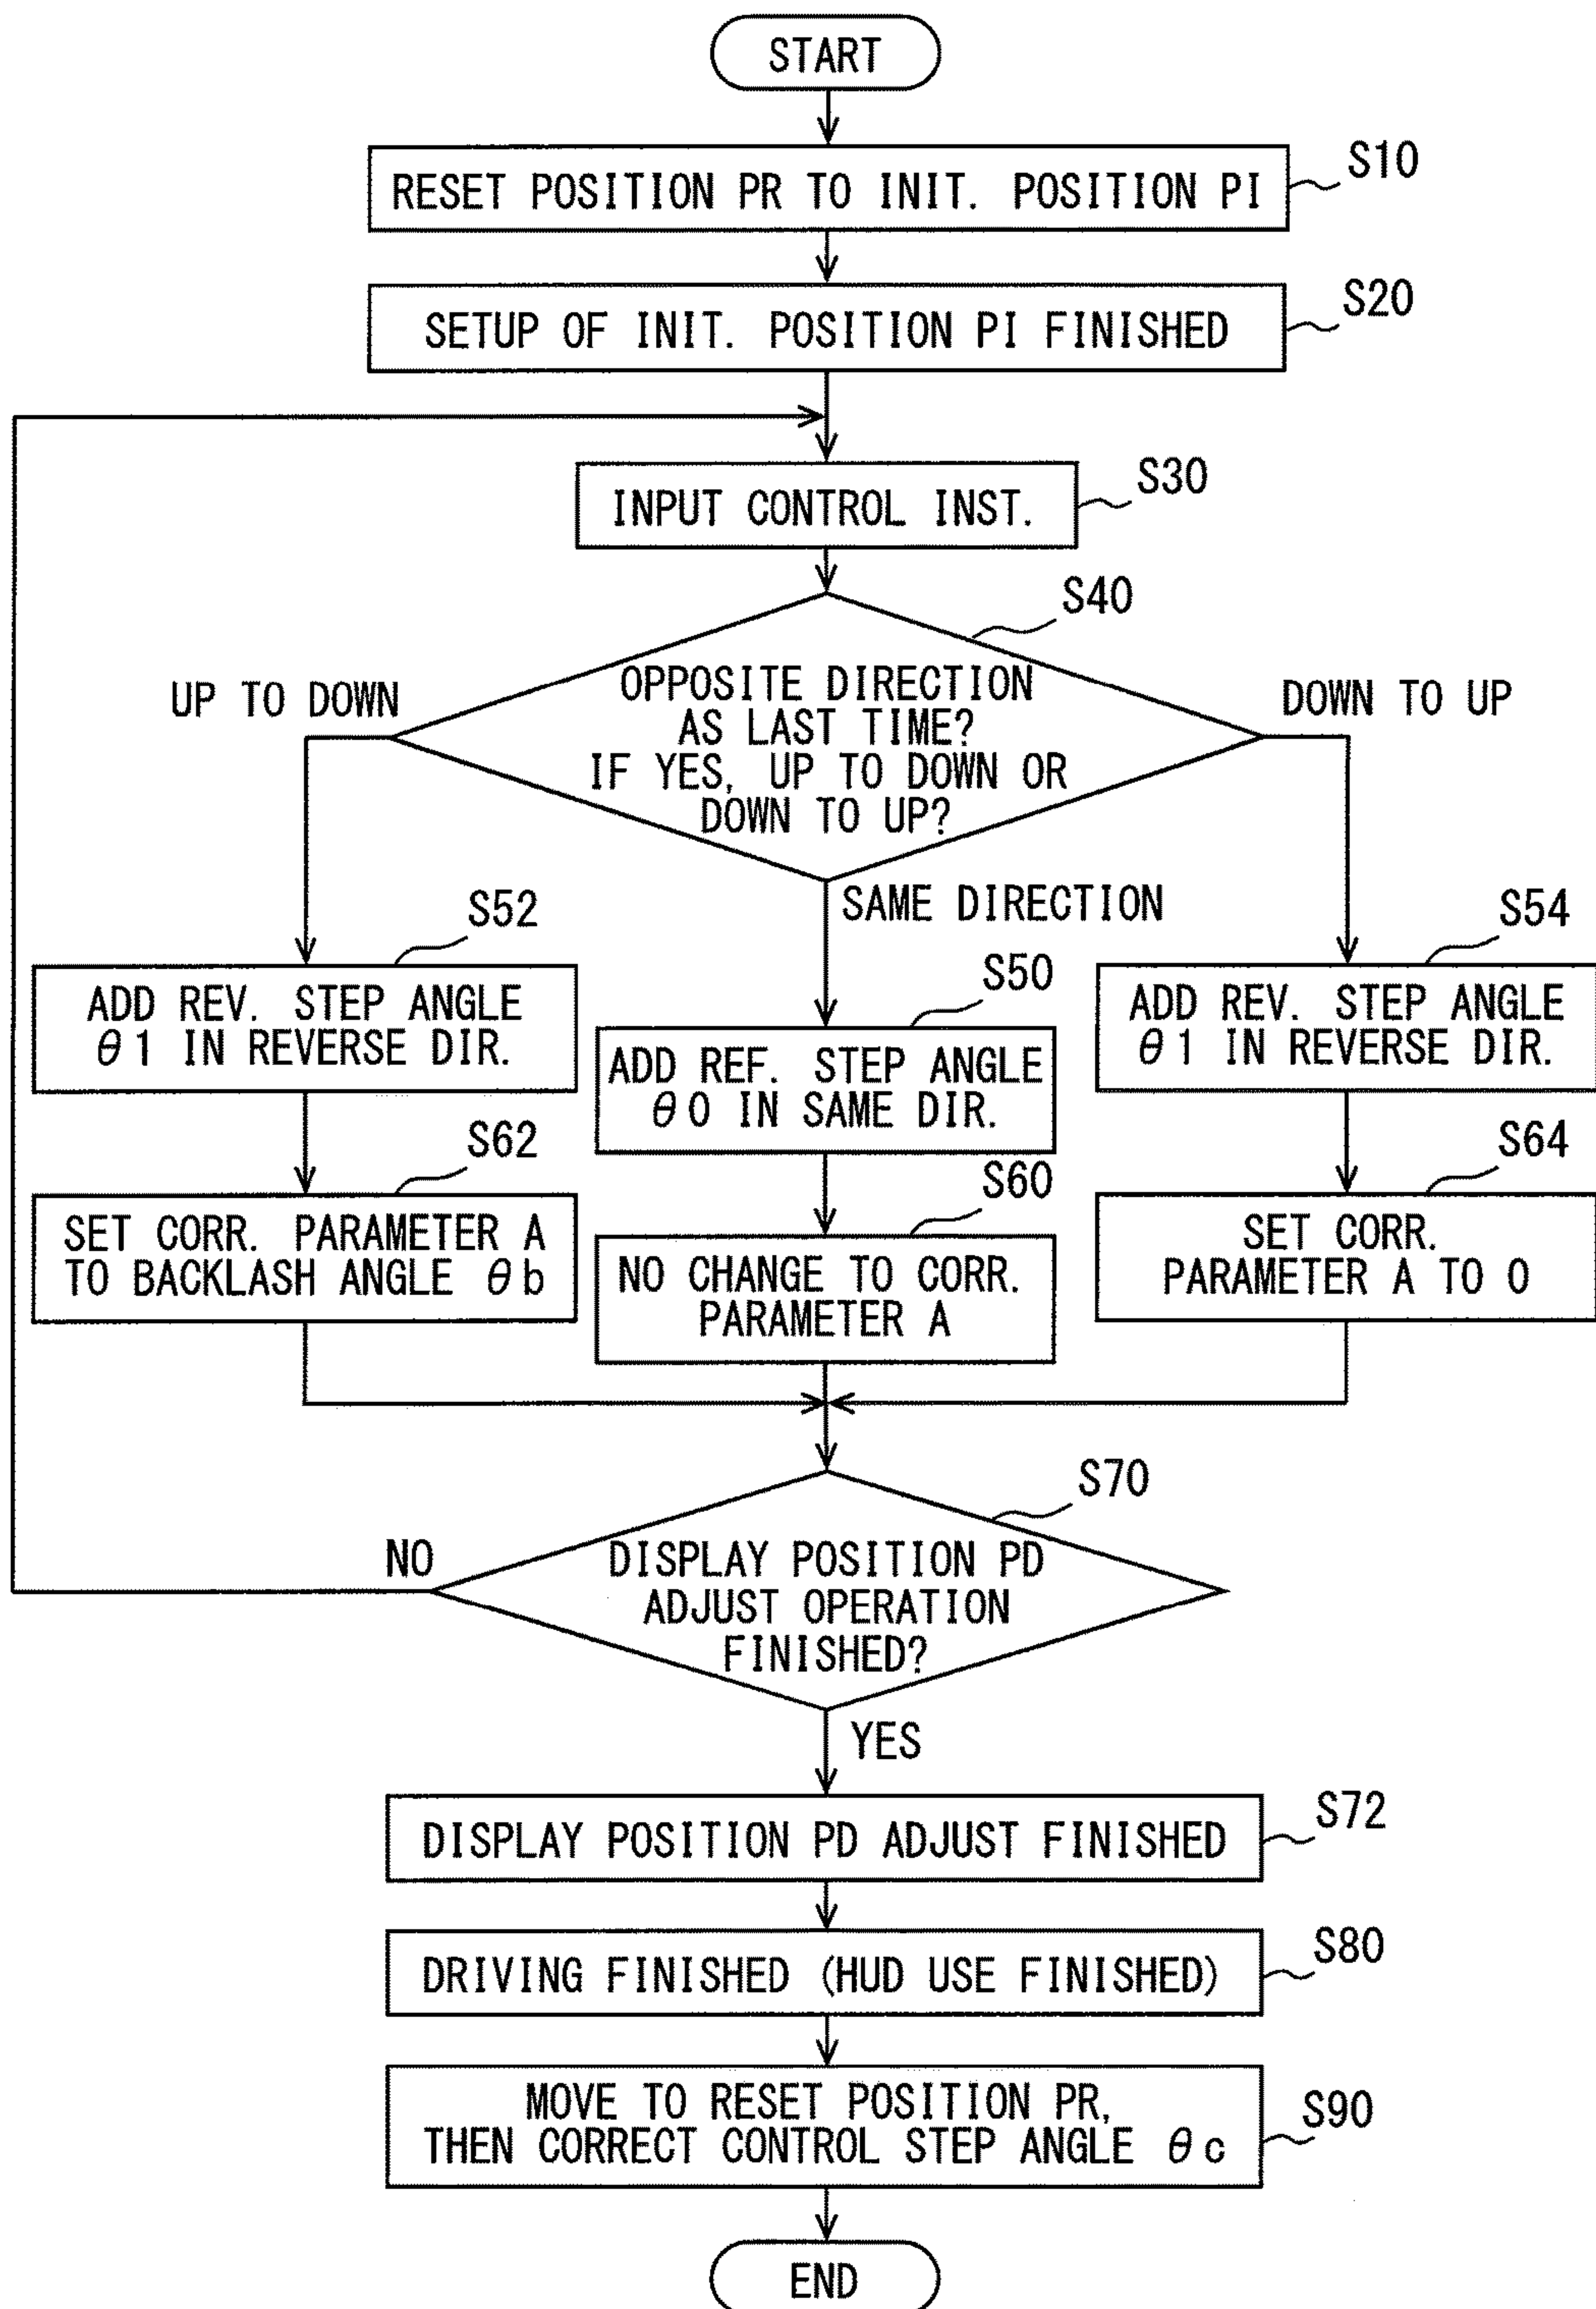 START
RESET POSITION PR TO INIT. POSITION PI
S10
SETUP OF INIT. POSITION PI FINISHED
S20
INPUT CONTROL INST.
S30
S40
OPPOSITE DIRECTION
AS LAST TIME?
IF YES, UP TO DOWN OR
DOWN TO UP?
UP TO DOWN
DOWN TO UP
SAME DIRECTION
S52
ADD REV. STEP ANGLE
θ1 IN REVERSE DIR.
S50
ADD REF. STEP ANGLE
θ0 IN SAME DIR.
S54
ADD REV. STEP ANGLE
θ1 IN REVERSE DIR.
S62
SET CORR. PARAMETER A
TO BACKLASH ANGLE θb
S60
NO CHANGE TO CORR.
PARAMETER A
S64
SET CORR.
PARAMETER A TO 0
S70
DISPLAY POSITION PD
ADJUST OPERATION
FINISHED?
NO
YES
DISPLAY POSITION PD ADJUST FINISHED
S72
DRIVING FINISHED (HUD USE FINISHED)
S80
MOVE TO RESET POSITION PR,
THEN CORRECT CONTROL STEP ANGLE θc
S90
END